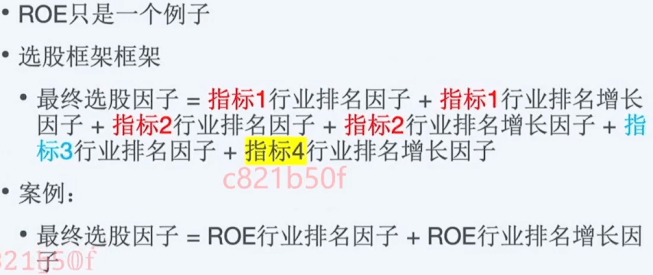 • ROE只是一个例子
• 选股框架框架
• 最终选股因子 = 指标1行业排名因子 + 指标1行业排名增长
因子 + 指标2行业排名因子 + 指标2行业排名增长因子 + 指
标3行业排名因子 + 指标4行业排名增长因子
c821b50f
• 案例：
• 最终选股因子 = ROE行业排名因子 + ROE行业排名增长因
子
821b50f